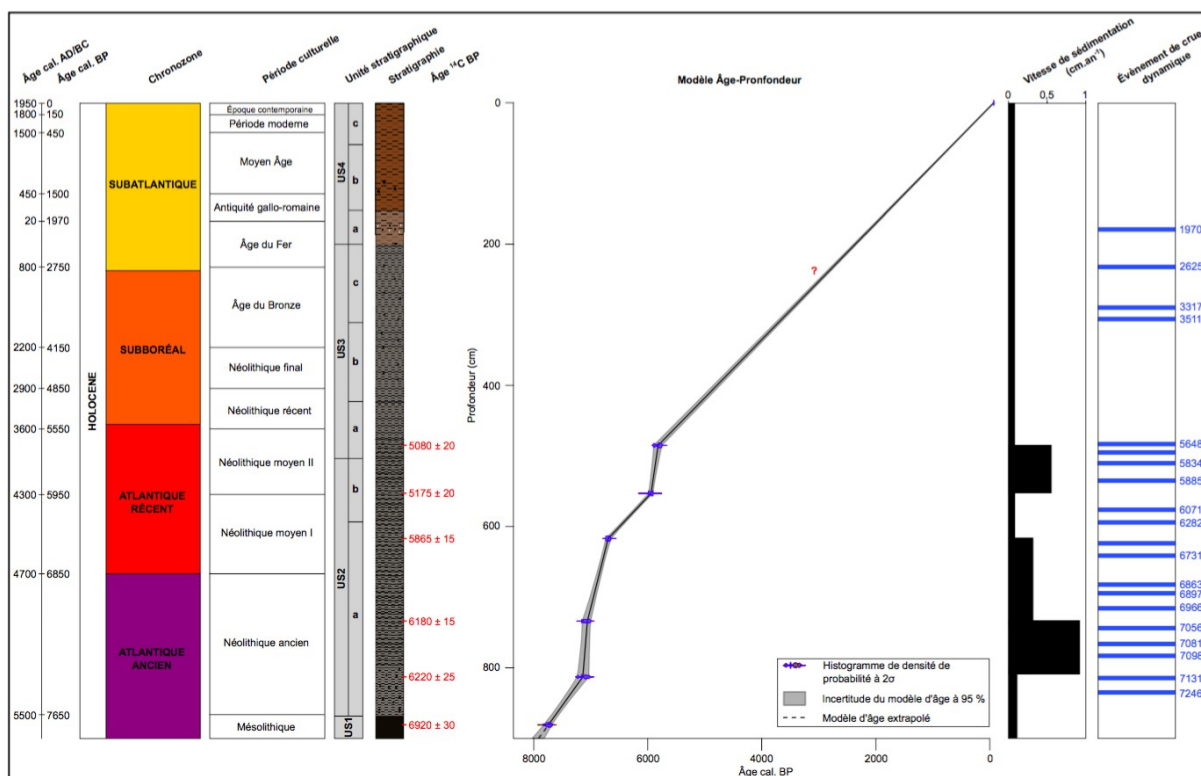 Âge cal. AD/BC
Âge cal. BP
Chronozone
Période culturelle
Unité stratigraphique
Stratigraphie
Âge ¹⁴C BP
Modèle Âge-Pronfondeur
Vitesse de sédimentation
(cm.an⁻¹)
Évènement de crue
dynamique
1950 0
1800 150
1500 450
450 1500
20 1970
800 2750
2200 4150
2900 4850
3600 5550
4300 5950
4700 6850
5500 7650
HOLOCENE
SUBATLANTIQUE
SUBBORÉAL
ATLANTIQUE
RÉCENT
ATLANTIQUE
ANCIEN
Époque contemporaine
Période moderne
Moyen Âge
Antiquité gallo-romaine
Âge du Fer
Âge du Bronze
Néolithique final
Néolithique récent
Néolithique moyen II
Néolithique moyen I
Néolithique ancien
Mésolithique
US4
US3
US2
US1
c
b
a
c
b
a
b
a
5080 ± 20
5175 ± 20
5865 ± 15
6180 ± 15
6220 ± 25
6920 ± 30
0
200
400
600
800
Profondeur (cm)
?
Histogramme de densité de
probabilité à 2σ
Incertitude du modèle d'âge à 95 %
Modèle d'âge extrapolé
8000 6000 4000 2000 0
Âge cal. BP
0 0,5 1
1970
2625
3317
3511
5648
5834
5885
6071
6282
6731
6863
6897
6966
7056
7081
7098
7131
7246